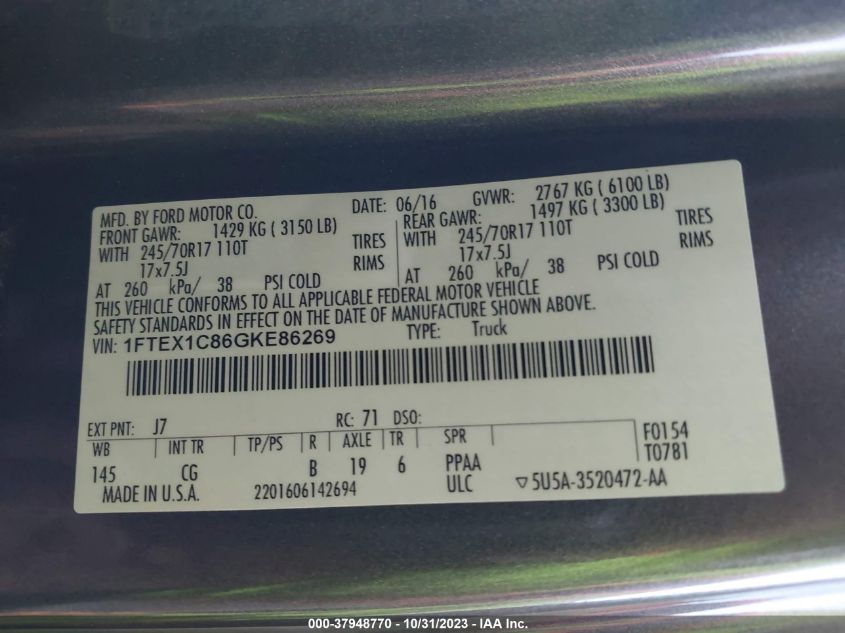 MFD. BY FORD MOTOR CO.
DATE: 06/16 GVWR: 2767 KG ( 6100 LB)
FRONT GAWR: 1429 KG ( 3150 LB)
WITH 245/70R17 110T TIRES
17x7.5J RIMS
AT 260 kPa/ 38 PSI COLD
REAR GAWR: 1497 KG ( 3300 LB)
WITH 245/70R17 110T TIRES
17x7.5J RIMS
AT 260 kPa/ 38 PSI COLD
THIS VEHICLE CONFORMS TO ALL APPLICABLE FEDERAL MOTOR VEHICLE
SAFETY STANDARDS IN EFFECT ON THE DATE OF MANUFACTURE SHOWN ABOVE.
VIN: 1FTEX1C86GKE86269 TYPE: Truck
EXT PNT: J7 RC: 71 DSO:
WB INT TR TP/PS R AXLE TR SPR
145 CG B 19 6 PPAA
ULC
F0154
T0781
MADE IN U.S.A. 2201606142694 ▽5U5A-3520472-AA
000-37948770 - 10/31/2023 - IAA Inc.